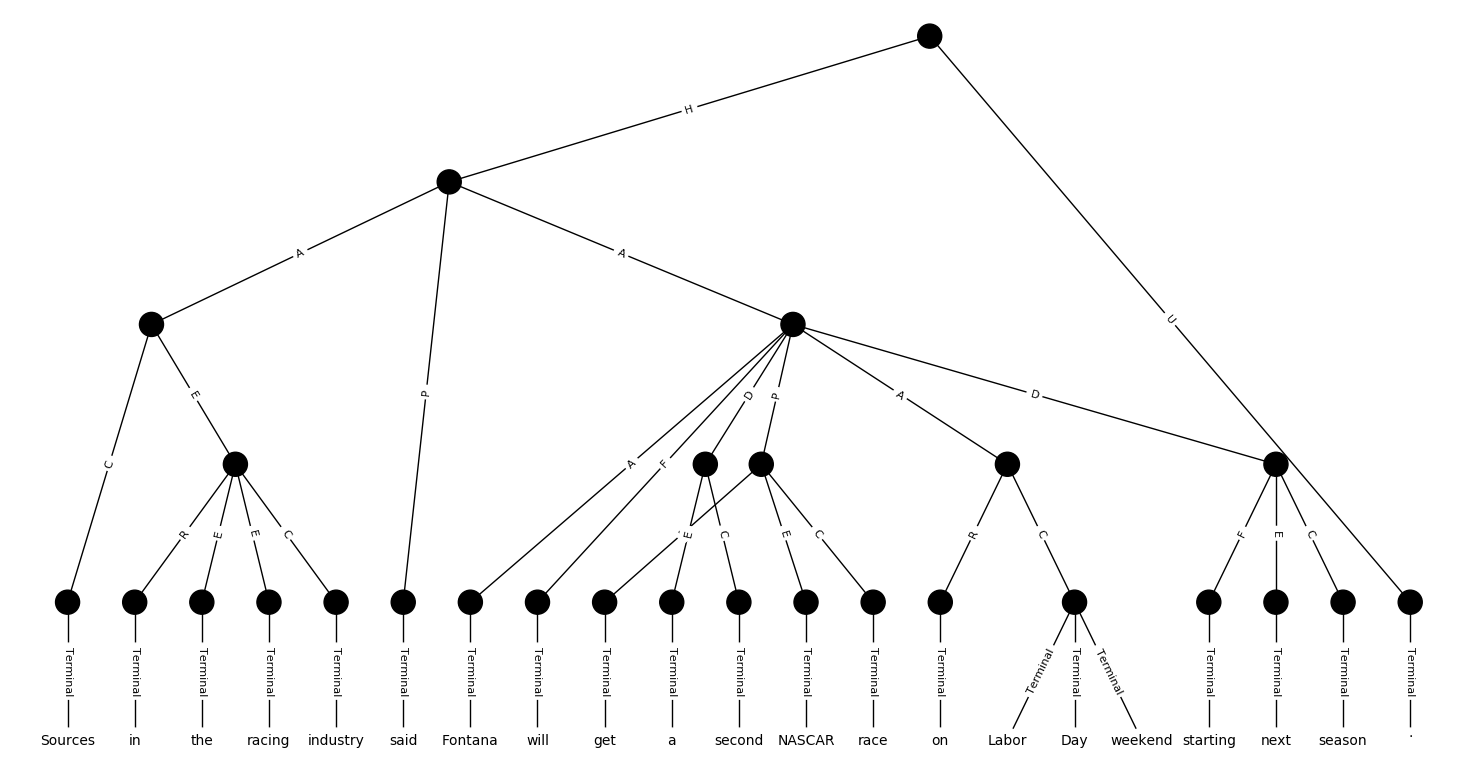 H
A A
U
C E P D P A D
A F
R E E C E C E C R C F E C
Terminal Terminal Terminal Terminal Terminal Terminal Terminal Terminal Terminal Terminal Terminal Terminal Terminal Terminal Terminal Terminal Terminal Terminal Terminal Terminal Terminal
Sources in the racing industry said Fontana will get a second NASCAR race on Labor Day weekend starting next season .